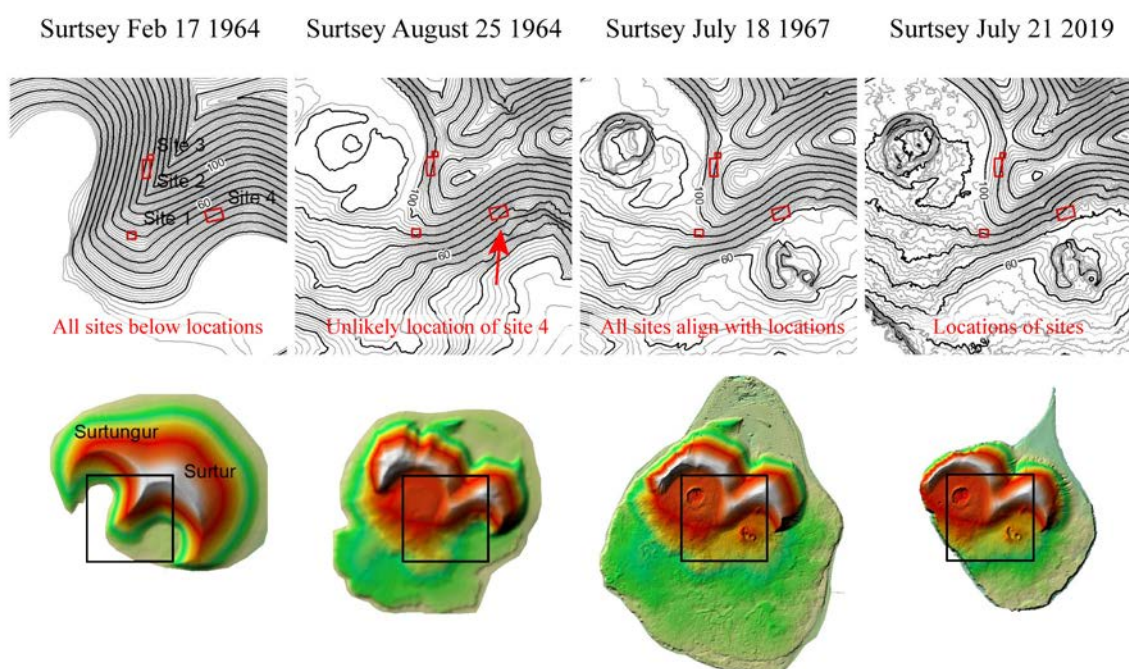 Surtsey Feb 17 1964
Surtsey August 25 1964
Surtsey July 18 1967
Surtsey July 21 2019
Site 3
100
Site 2
60
Site 4
Site 1
All sites below locations
100
60
Unlikely location of site 4
100
60
All sites align with locations
100
60
Locations of sites
Surtungur
Surtur